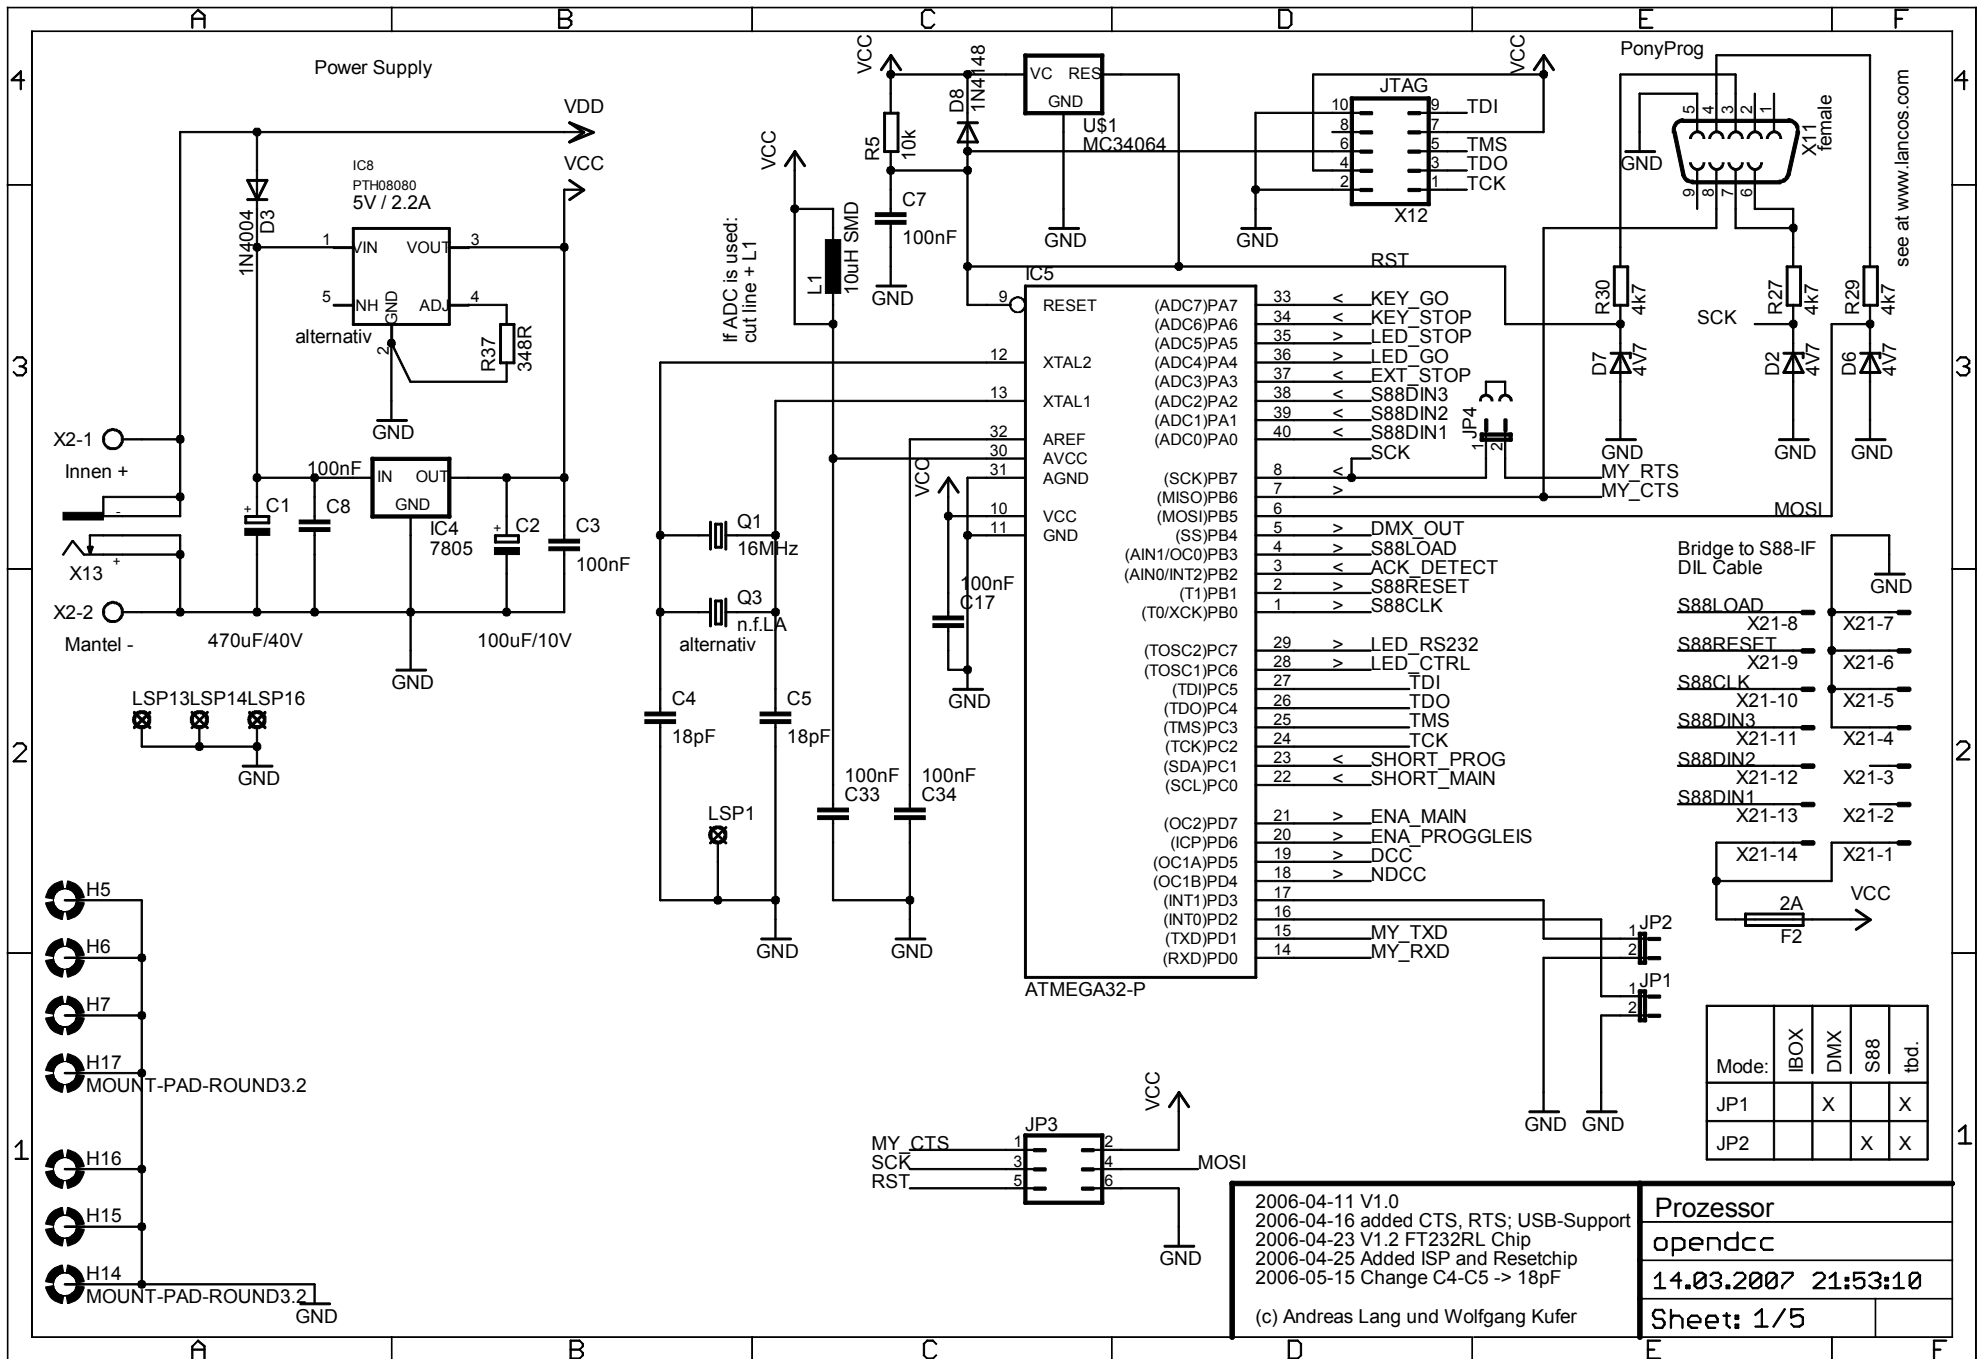 A B C D E F
4
Power Supply
VDD
VCC
IC8
PTH08080
5V / 2.2A
1N4004
D3
1 VIN VOUT 3
5 NH ADJ 4
GND
2
alternativ
R37
348R
GND
3
X2-1
Innen +
-
X13
+
X2-2
Mantel -
100nF
+
C1
C8
IN OUT
GND
IC4
7805
+
C2
C3
100nF
470uF/40V
100uF/10V
GND
LSP13 LSP14 LSP16
GND
2
H5
H6
H7
H17
MOUNT-PAD-ROUND3.2
H16
H15
H14
MOUNT-PAD-ROUND3.2
GND
1
VCC
D8
1N4148
VC RES
GND
U$1
MC34064
R5
10k
C7
100nF
GND
GND
VCC
If ADC is used:
cut line + L1
L1
10uH SMD
Q1
16MHz
Q3
n.f.LA
alternativ
C4
18pF
C5
18pF
LSP1
GND
100nF
C33
100nF
C34
GND
VCC
100nF
C17
GND
IC5
9 RESET
12 XTAL2
13 XTAL1
32 AREF
30 AVCC
31 AGND
10 VCC
11 GND
ATMEGA32-P
RST
(ADC7)PA7 33 < KEY_GO
(ADC6)PA6 34 < KEY_STOP
(ADC5)PA5 35 > LED_STOP
(ADC4)PA4 36 > LED_GO
(ADC3)PA3 37 < EXT_STOP
(ADC2)PA2 38 < S88DIN3
(ADC1)PA1 39 < S88DIN2
(ADC0)PA0 40 < S88DIN1
SCK
(SCK)PB7 8 <
(MISO)PB6 7 >
(MOSI)PB5 6
(SS)PB4 5 > DMX_OUT
(AIN1/OC0)PB3 4 > S88LOAD
(AIN0/INT2)PB2 3 < ACK_DETECT
(T1)PB1 2 > S88RESET
(T0/XCK)PB0 1 > S88CLK
(TOSC2)PC7 29 > LED_RS232
(TOSC1)PC6 28 > LED_CTRL
(TDI)PC5 27 TDI
(TDO)PC4 26 TDO
(TMS)PC3 25 TMS
(TCK)PC2 24 TCK
(SDA)PC1 23 < SHORT_PROG
(SCL)PC0 22 < SHORT_MAIN
(OC2)PD7 21 > ENA_MAIN
(ICP)PD6 20 > ENA_PROGGLEIS
(OC1A)PD5 19 > DCC
(OC1B)PD4 18 > NDCC
(INT1)PD3 17
(INT0)PD2 16
(TXD)PD1 15 MY_TXD
(RXD)PD0 14 MY_RXD
VCC
JTAG
10 9 TDI
8 7
6 5 TMS
4 3 TDO
2 1 TCK
X12
GND
PonyProg
5 4 3 2 1
9 8 7 6
X11
female
GND
see at www.lancos.com
R30
4k7
R27
4k7
R29
4k7
SCK
D7
4V7
D2
4V7
D6
4V7
GND
GND
GND
JP4
1
2
MY_RTS
MY_CTS
MOSI
Bridge to S88-IF
DIL Cable
GND
S88LOAD
X21-8 X21-7
S88RESET
X21-9 X21-6
S88CLK
X21-10 X21-5
S88DIN3
X21-11 X21-4
S88DIN2
X21-12 X21-3
S88DIN1
X21-13 X21-2
X21-14 X21-1
VCC
2A
F2
JP2
1
2
JP1
1
2
GND GND
Mode: IBOX DMX S88 tbd.
JP1 X X
JP2 X X
VCC
JP3
MY_CTS 1 2
SCK 3 4 MOSI
RST 5 6
GND
2006-04-11 V1.0
2006-04-16 added CTS, RTS; USB-Support
2006-04-23 V1.2 FT232RL Chip
2006-04-25 Added ISP and Resetchip
2006-05-15 Change C4-C5 -> 18pF
(c) Andreas Lang und Wolfgang Kufer
Prozessor
opendcc
14.03.2007 21:53:10
Sheet: 1/5
4
3
2
1
A B C D E F